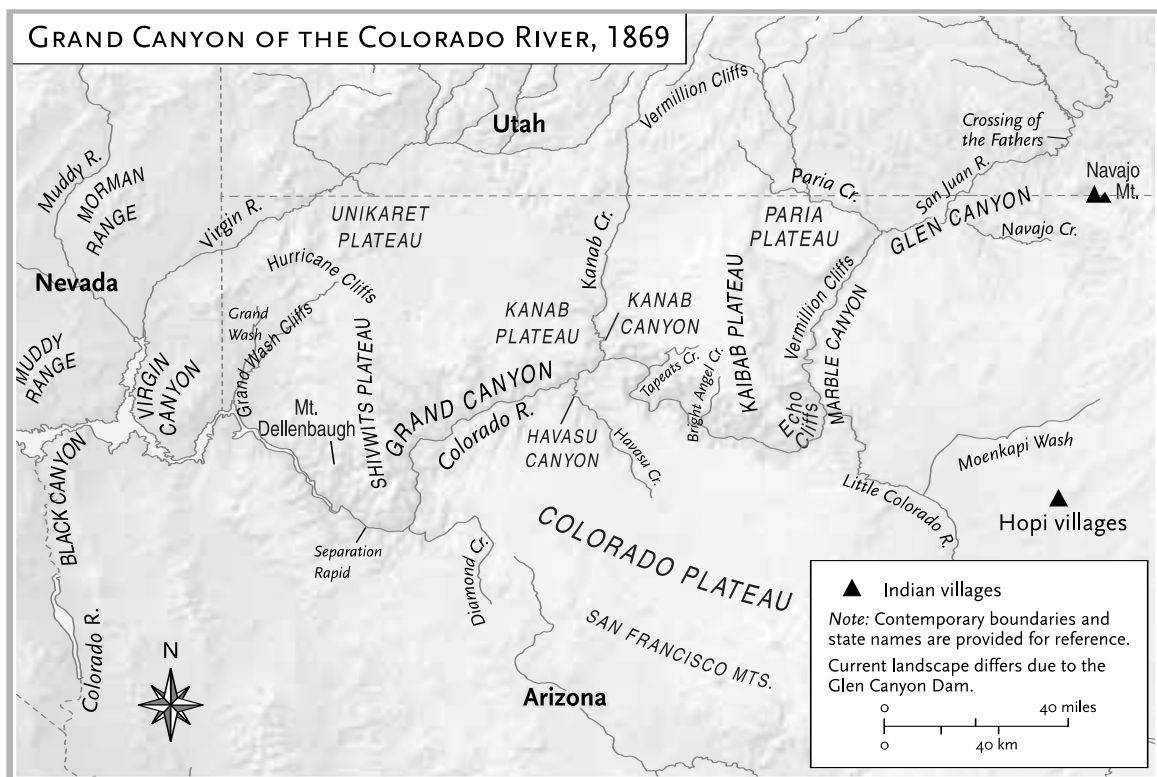 GRAND CANYON OF THE COLORADO RIVER, 1869
Utah
Vermillion Cliffs
Crossing of
the Fathers
Muddy R.
MORMAN
RANGE
Virgin R.
UNIKARET
PLATEAU
Paria Cr.
San Juan R.
Navajo
Mt.
PARIA
PLATEAU
GLEN CANYON
Navajo Cr.
Nevada
Hurricane Cliffs
Kanab Cr.
Grand
Wash
Grand Wash Cliffs
KANAB
PLATEAU
KANAB
CANYON
Vermillion Cliffs
MARBLE CANYON
MUDDY
RANGE
VIRGIN
CANYON
SHIWITS PLATEAU
KAIBAB PLATEAU
Tapeats Cr.
Bright Angel Cr.
Mt.
Dellenbaugh
GRAND CANYON
Colorado R.
Echo
Cliffs
HAVASU
CANYON
Havasu Cr.
Moenkapi Wash
Little Colorado R.
Hopi villages
BLACK CANYON
Separation
Rapid
Diamond Cr.
COLORADO PLATEAU
SAN FRANCISCO MTS.
Colorado R.
N
Arizona
Indian villages
Note: Contemporary boundaries and
state names are provided for reference.
Current landscape differs due to the
Glen Canyon Dam.
0 40 miles
0 40 km